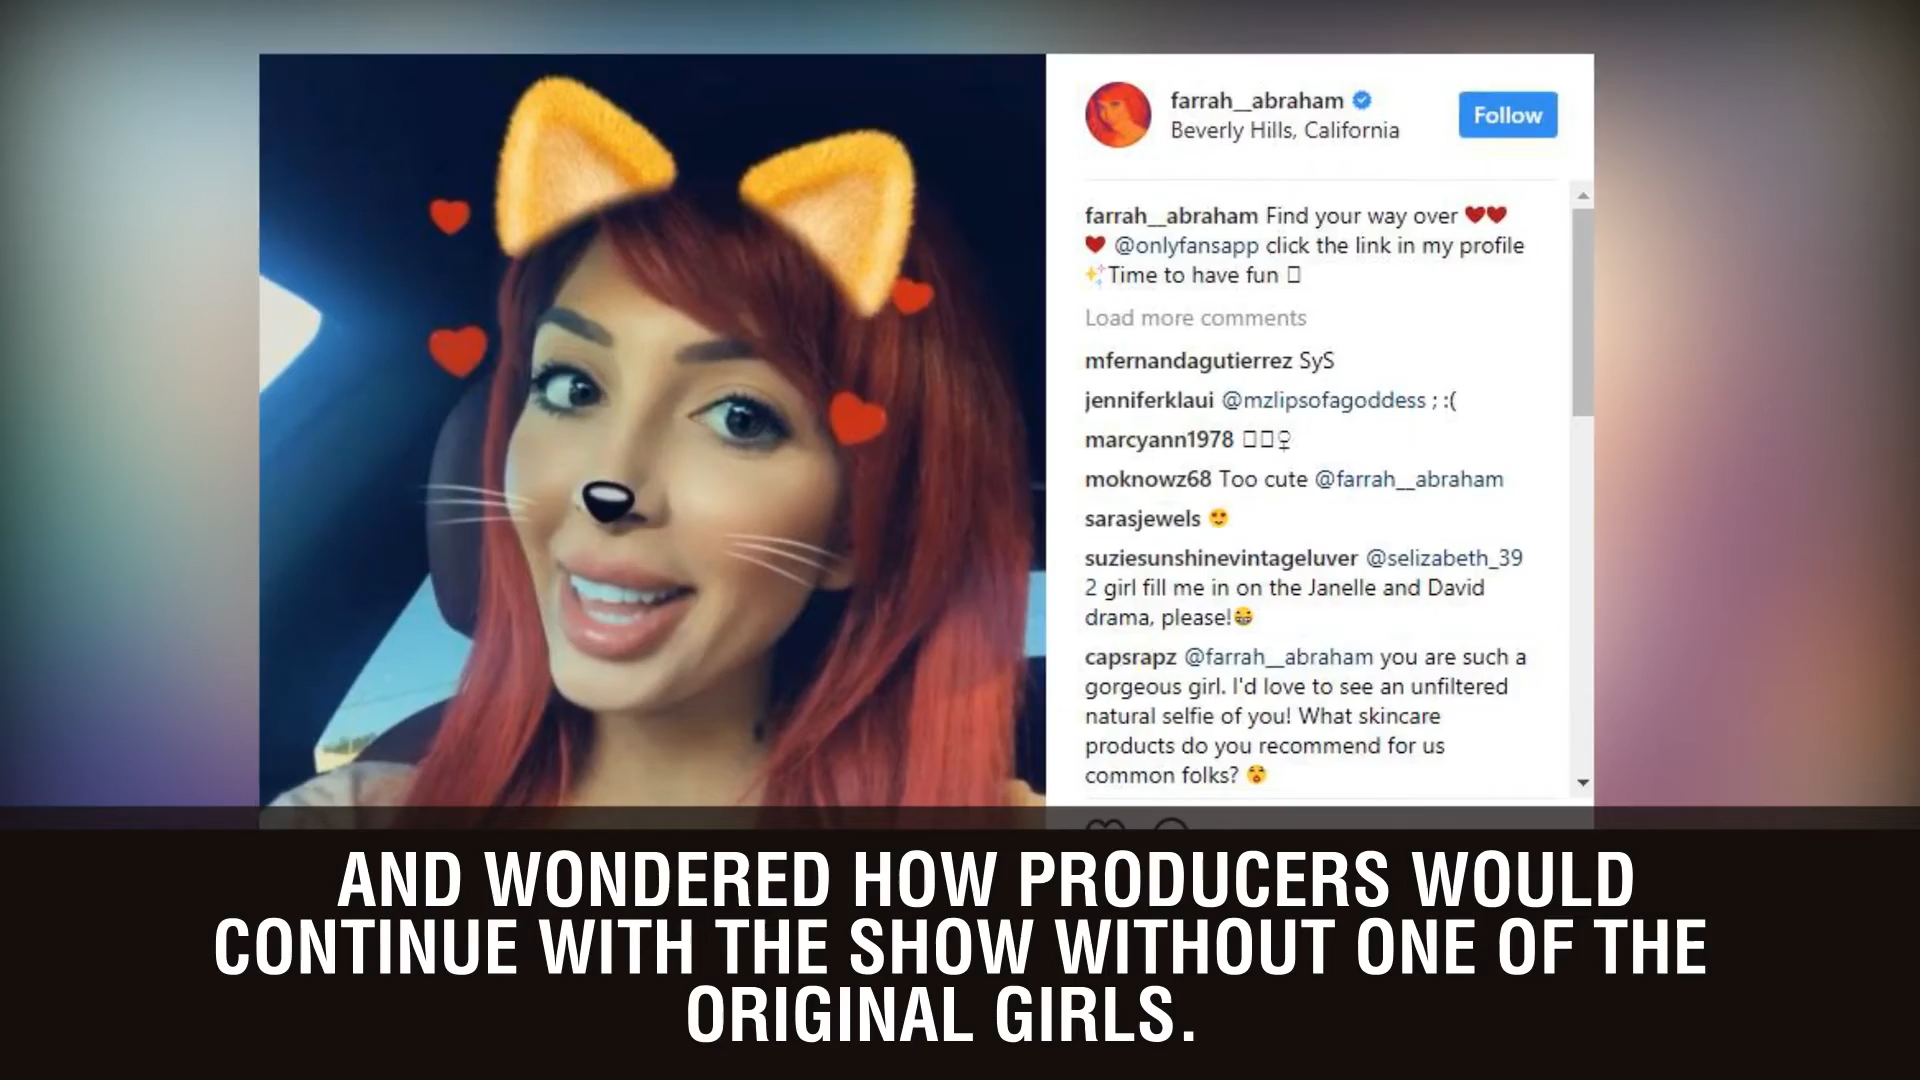 farrah__abraham
Beverly Hills, California
Follow
farrah__abraham Find your way over ❤❤
❤ @onlyfansapp click the link in my profile
✨Time to have fun
Load more comments
mfernandagutierrez SyS
jenniferklaui @mzlipsofagoddess ; :(
marcyann1978 □□♀
moknowz68 Too cute @farrah__abraham
sarasjewels 😍
suziesunshinevintageluver @selizabeth_39
2 girl fill me in on the Janelle and David
drama, please!😂
capsrapz @farrah__abraham you are such a
gorgeous girl. I'd love to see an unfiltered
natural selfie of you! What skincare
products do you recommend for us
common folks? 😲
AND WONDERED HOW PRODUCERS WOULD
CONTINUE WITH THE SHOW WITHOUT ONE OF THE
ORIGINAL GIRLS.